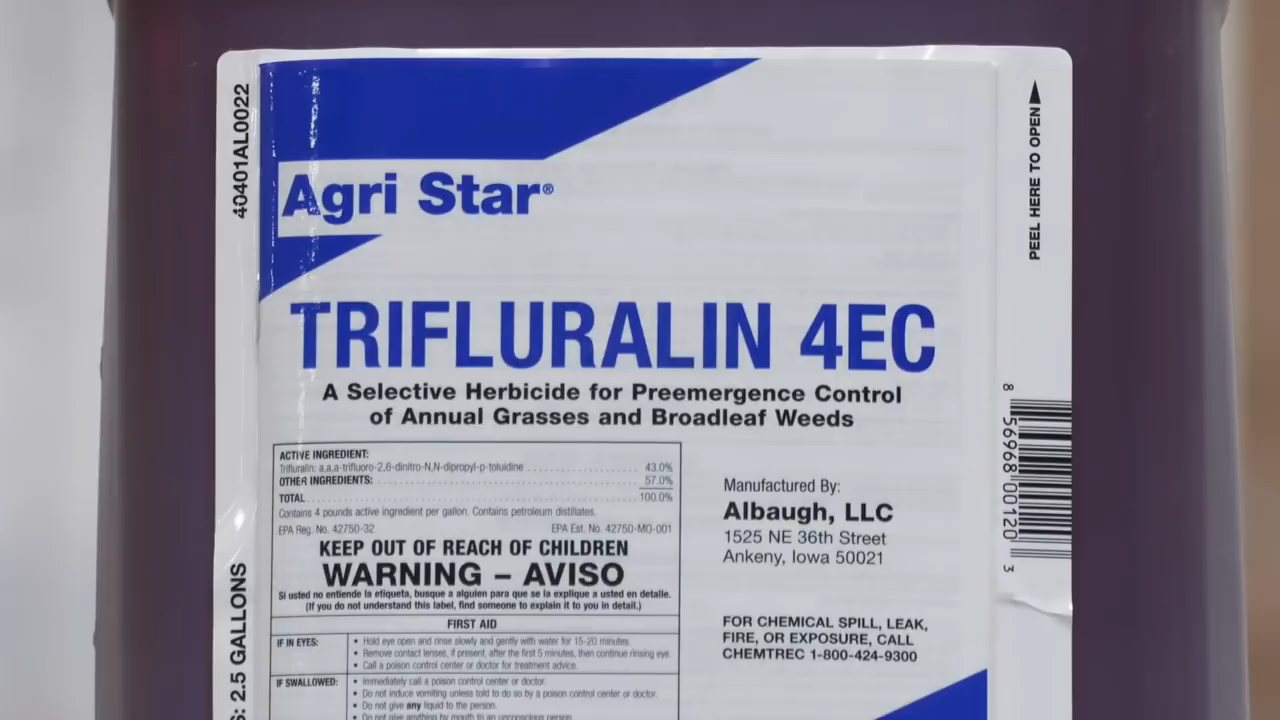 40401AL0022
PEEL HERE TO OPEN
Agri Star®
TRIFLURALIN 4EC
A Selective Herbicide for Preemergence Control
of Annual Grasses and Broadleaf Weeds
ACTIVE INGREDIENT:
Trifluralin: a,a,a-trifluoro-2,6-dinitro-N,N-dipropyl-p-toluidine 43.0%
OTHER INGREDIENTS: 57.0%
TOTAL 100.0%
Contains 4 pounds active ingredient per gallon. Contains petroleum distillates.
EPA Reg. No. 42750-32 EPA Est. No. 42750-MO-001
KEEP OUT OF REACH OF CHILDREN
WARNING – AVISO
Si usted no entiende la etiqueta, busque a alguien para que se la explique a usted en detalle.
(If you do not understand this label, find someone to explain it to you in detail.)
FIRST AID
IF IN EYES:
• Hold eye open and rinse slowly and gently with water for 15-20 minutes.
• Remove contact lenses, if present, after the first 5 minutes, then continue rinsing eye.
• Call a poison control center or doctor for treatment advice.
IF SWALLOWED:
• Immediately call a poison control center or doctor.
• Do not induce vomiting unless told to do so by a poison control center or doctor.
• Do not give any liquid to the person.
• Do not give anything by mouth to an unconscious person.
Manufactured By:
Albaugh, LLC
1525 NE 36th Street
Ankeny, Iowa 50021
FOR CHEMICAL SPILL, LEAK,
FIRE, OR EXPOSURE, CALL
CHEMTREC 1-800-424-9300
8 56968 00120 3
S: 2.5 GALLONS